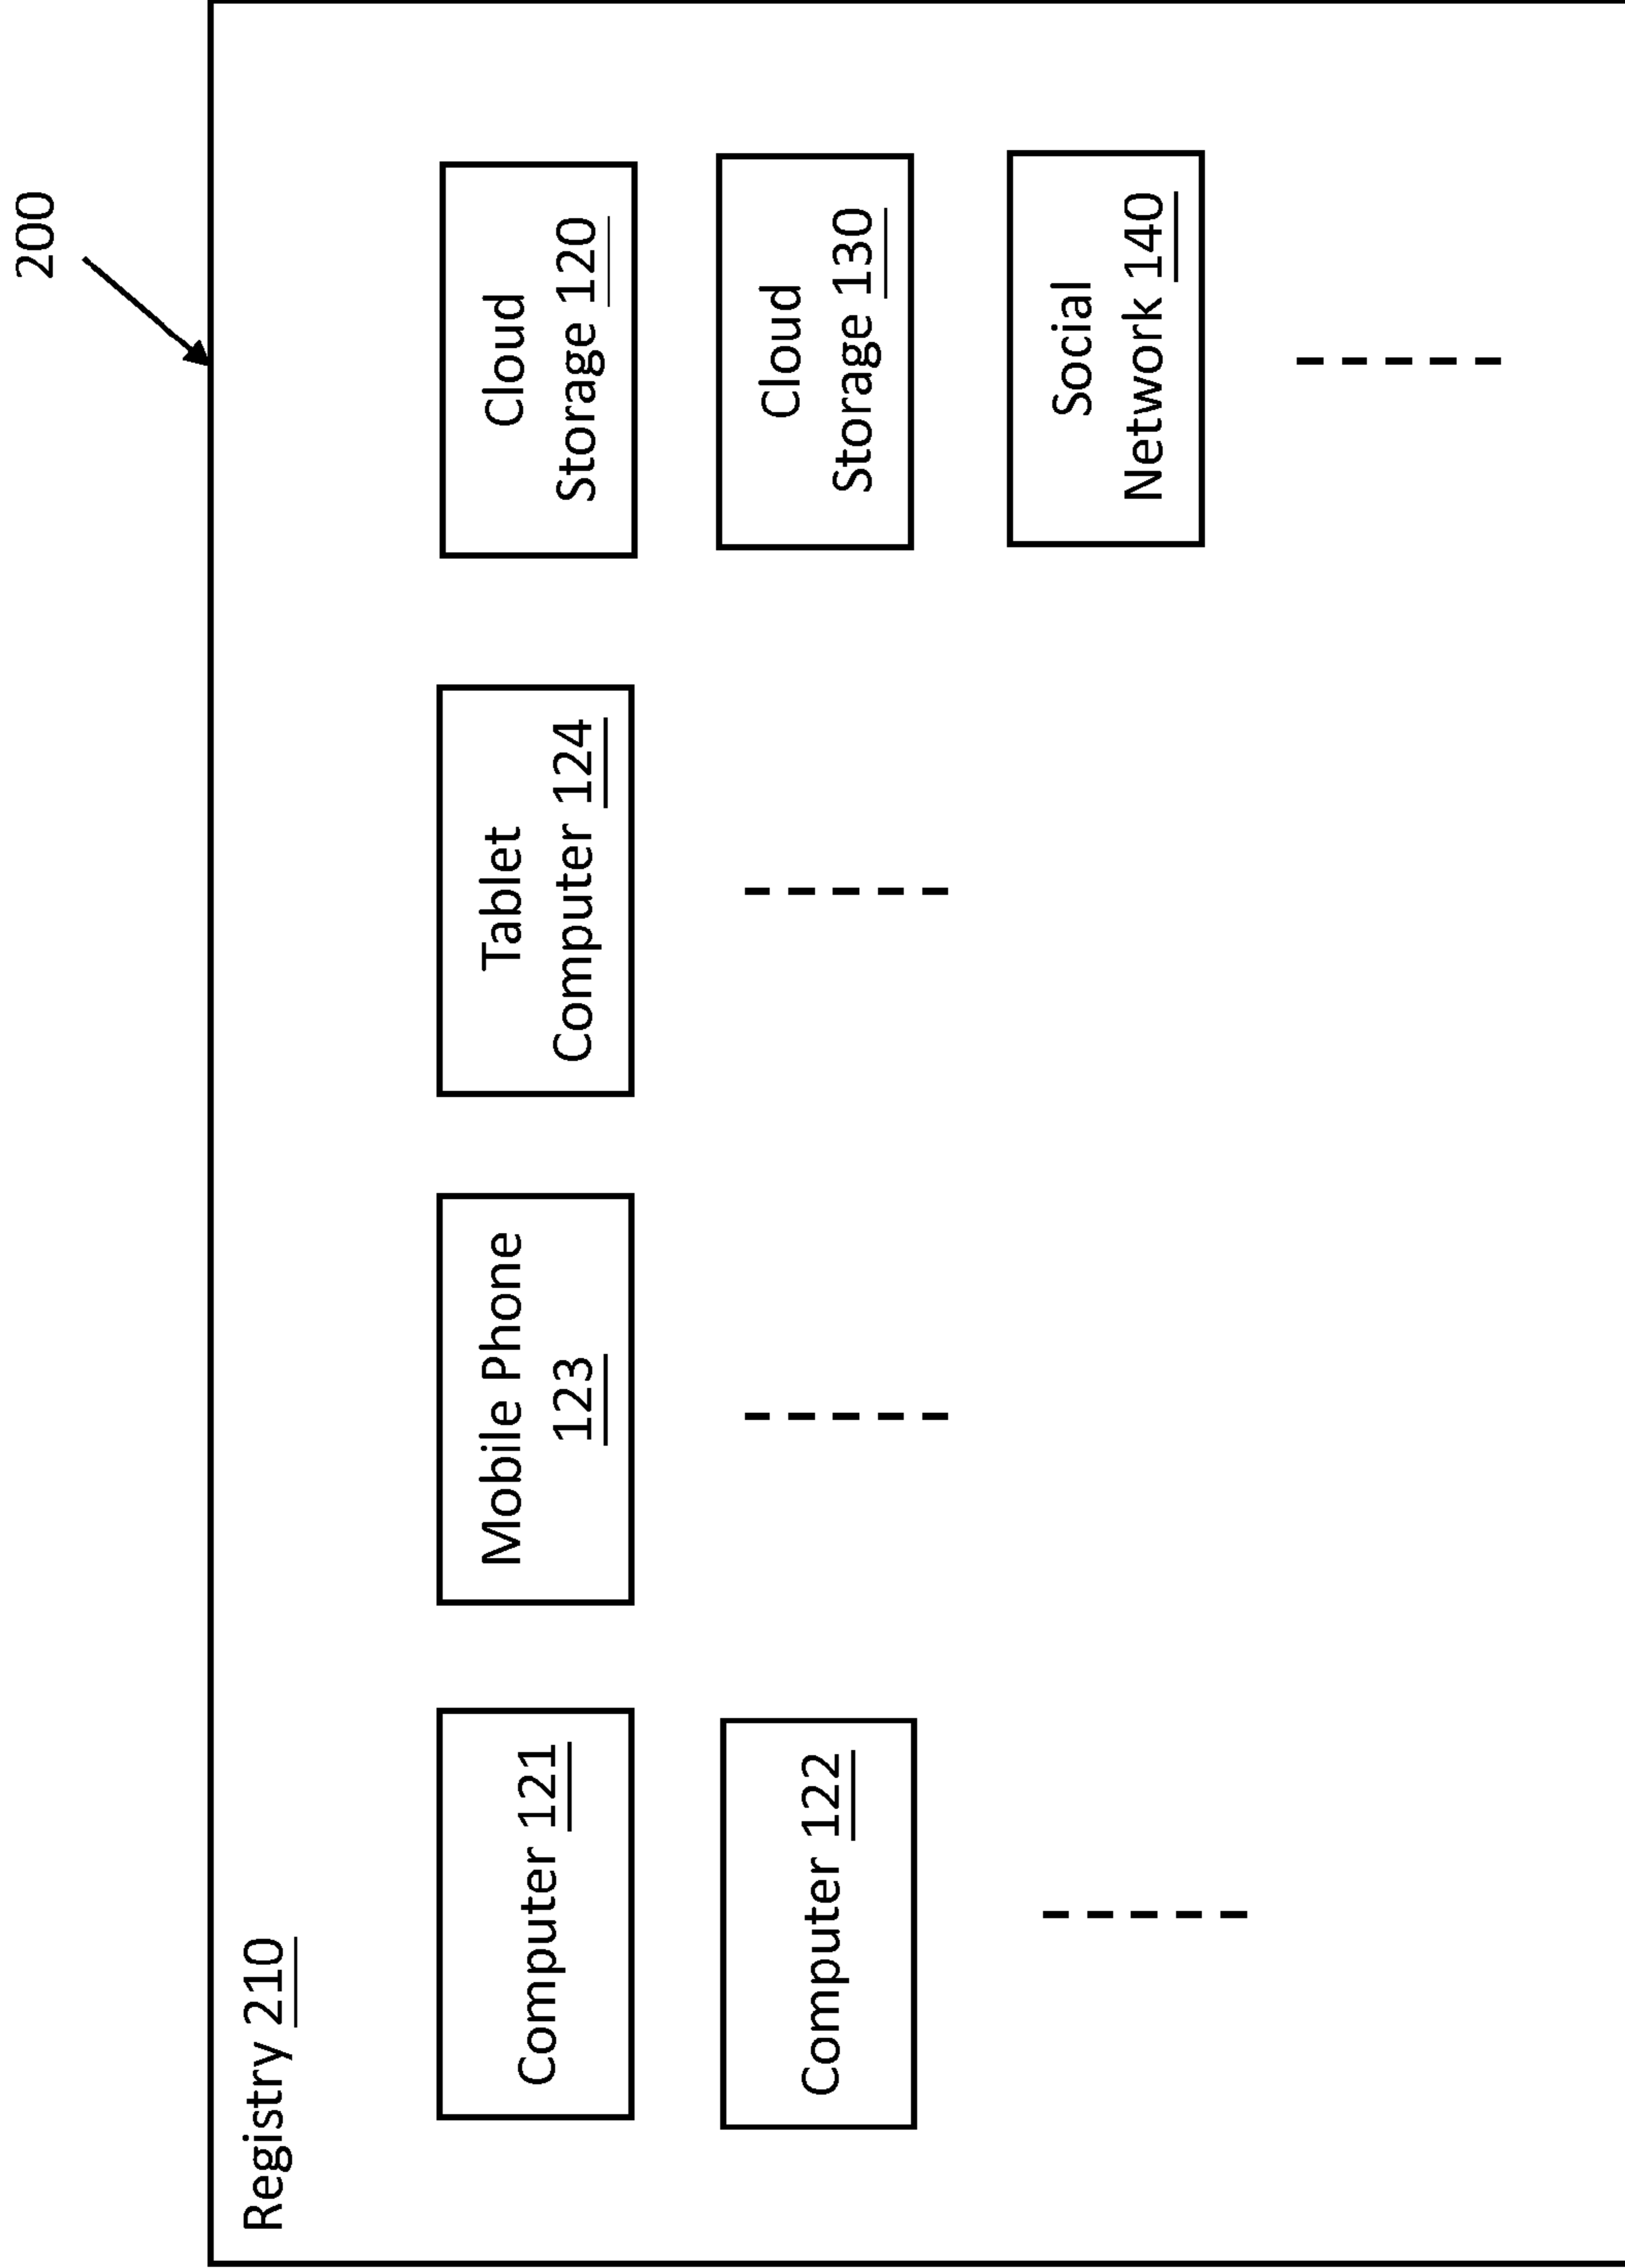 200
Registry 210
Computer 121
Mobile Phone
123
Tablet
Computer 124
Cloud
Storage 120
Computer 122
Cloud
Storage 130
Social
Network 140